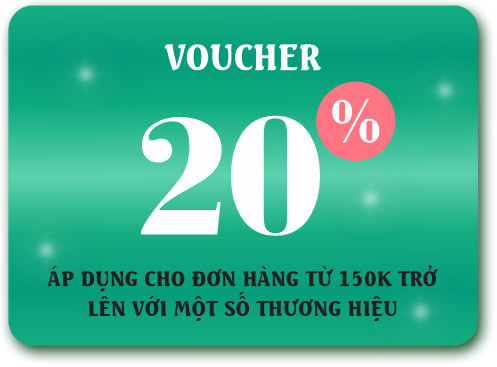 VOUCHER
20%
ÁP DỤNG CHO ĐƠN HÀNG TỪ 150K TRỞ
LÊN VỚI MỘT SỐ THƯƠNG HIỆU